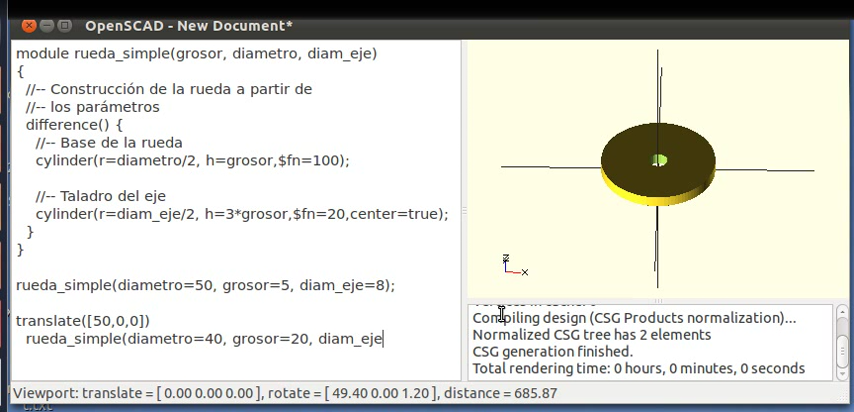 OpenSCAD - New Document*
module rueda_simple(grosor, diametro, diam_eje)
{
//-- Construcción de la rueda a partir de
//-- los parámetros
difference() {
//-- Base de la rueda
cylinder(r=diametro/2, h=grosor,$fn=100);
//-- Taladro del eje
cylinder(r=diam_eje/2, h=3*grosor,$fn=20,center=true);
}
}
rueda_simple(diametro=50, grosor=5, diam_eje=8);
translate([50,0,0])
rueda_simple(diametro=40, grosor=20, diam_eje
Z
X
Compiling design (CSG Products normalization)...
Normalized CSG tree has 2 elements
CSG generation finished.
Total rendering time: 0 hours, 0 minutes, 0 seconds
Viewport: translate = [ 0.00 0.00 0.00 ], rotate = [ 49.40 0.00 1.20 ], distance = 685.87